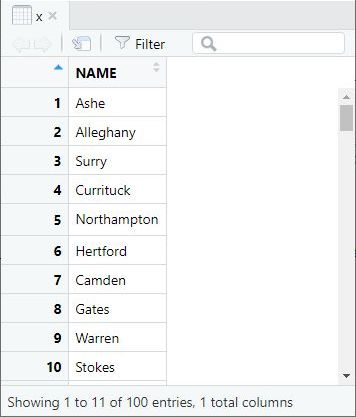 x
Filter
NAME
1 Ashe
2 Alleghany
3 Surry
4 Currituck
5 Northampton
6 Hertford
7 Camden
8 Gates
9 Warren
10 Stokes
Showing 1 to 11 of 100 entries, 1 total columns